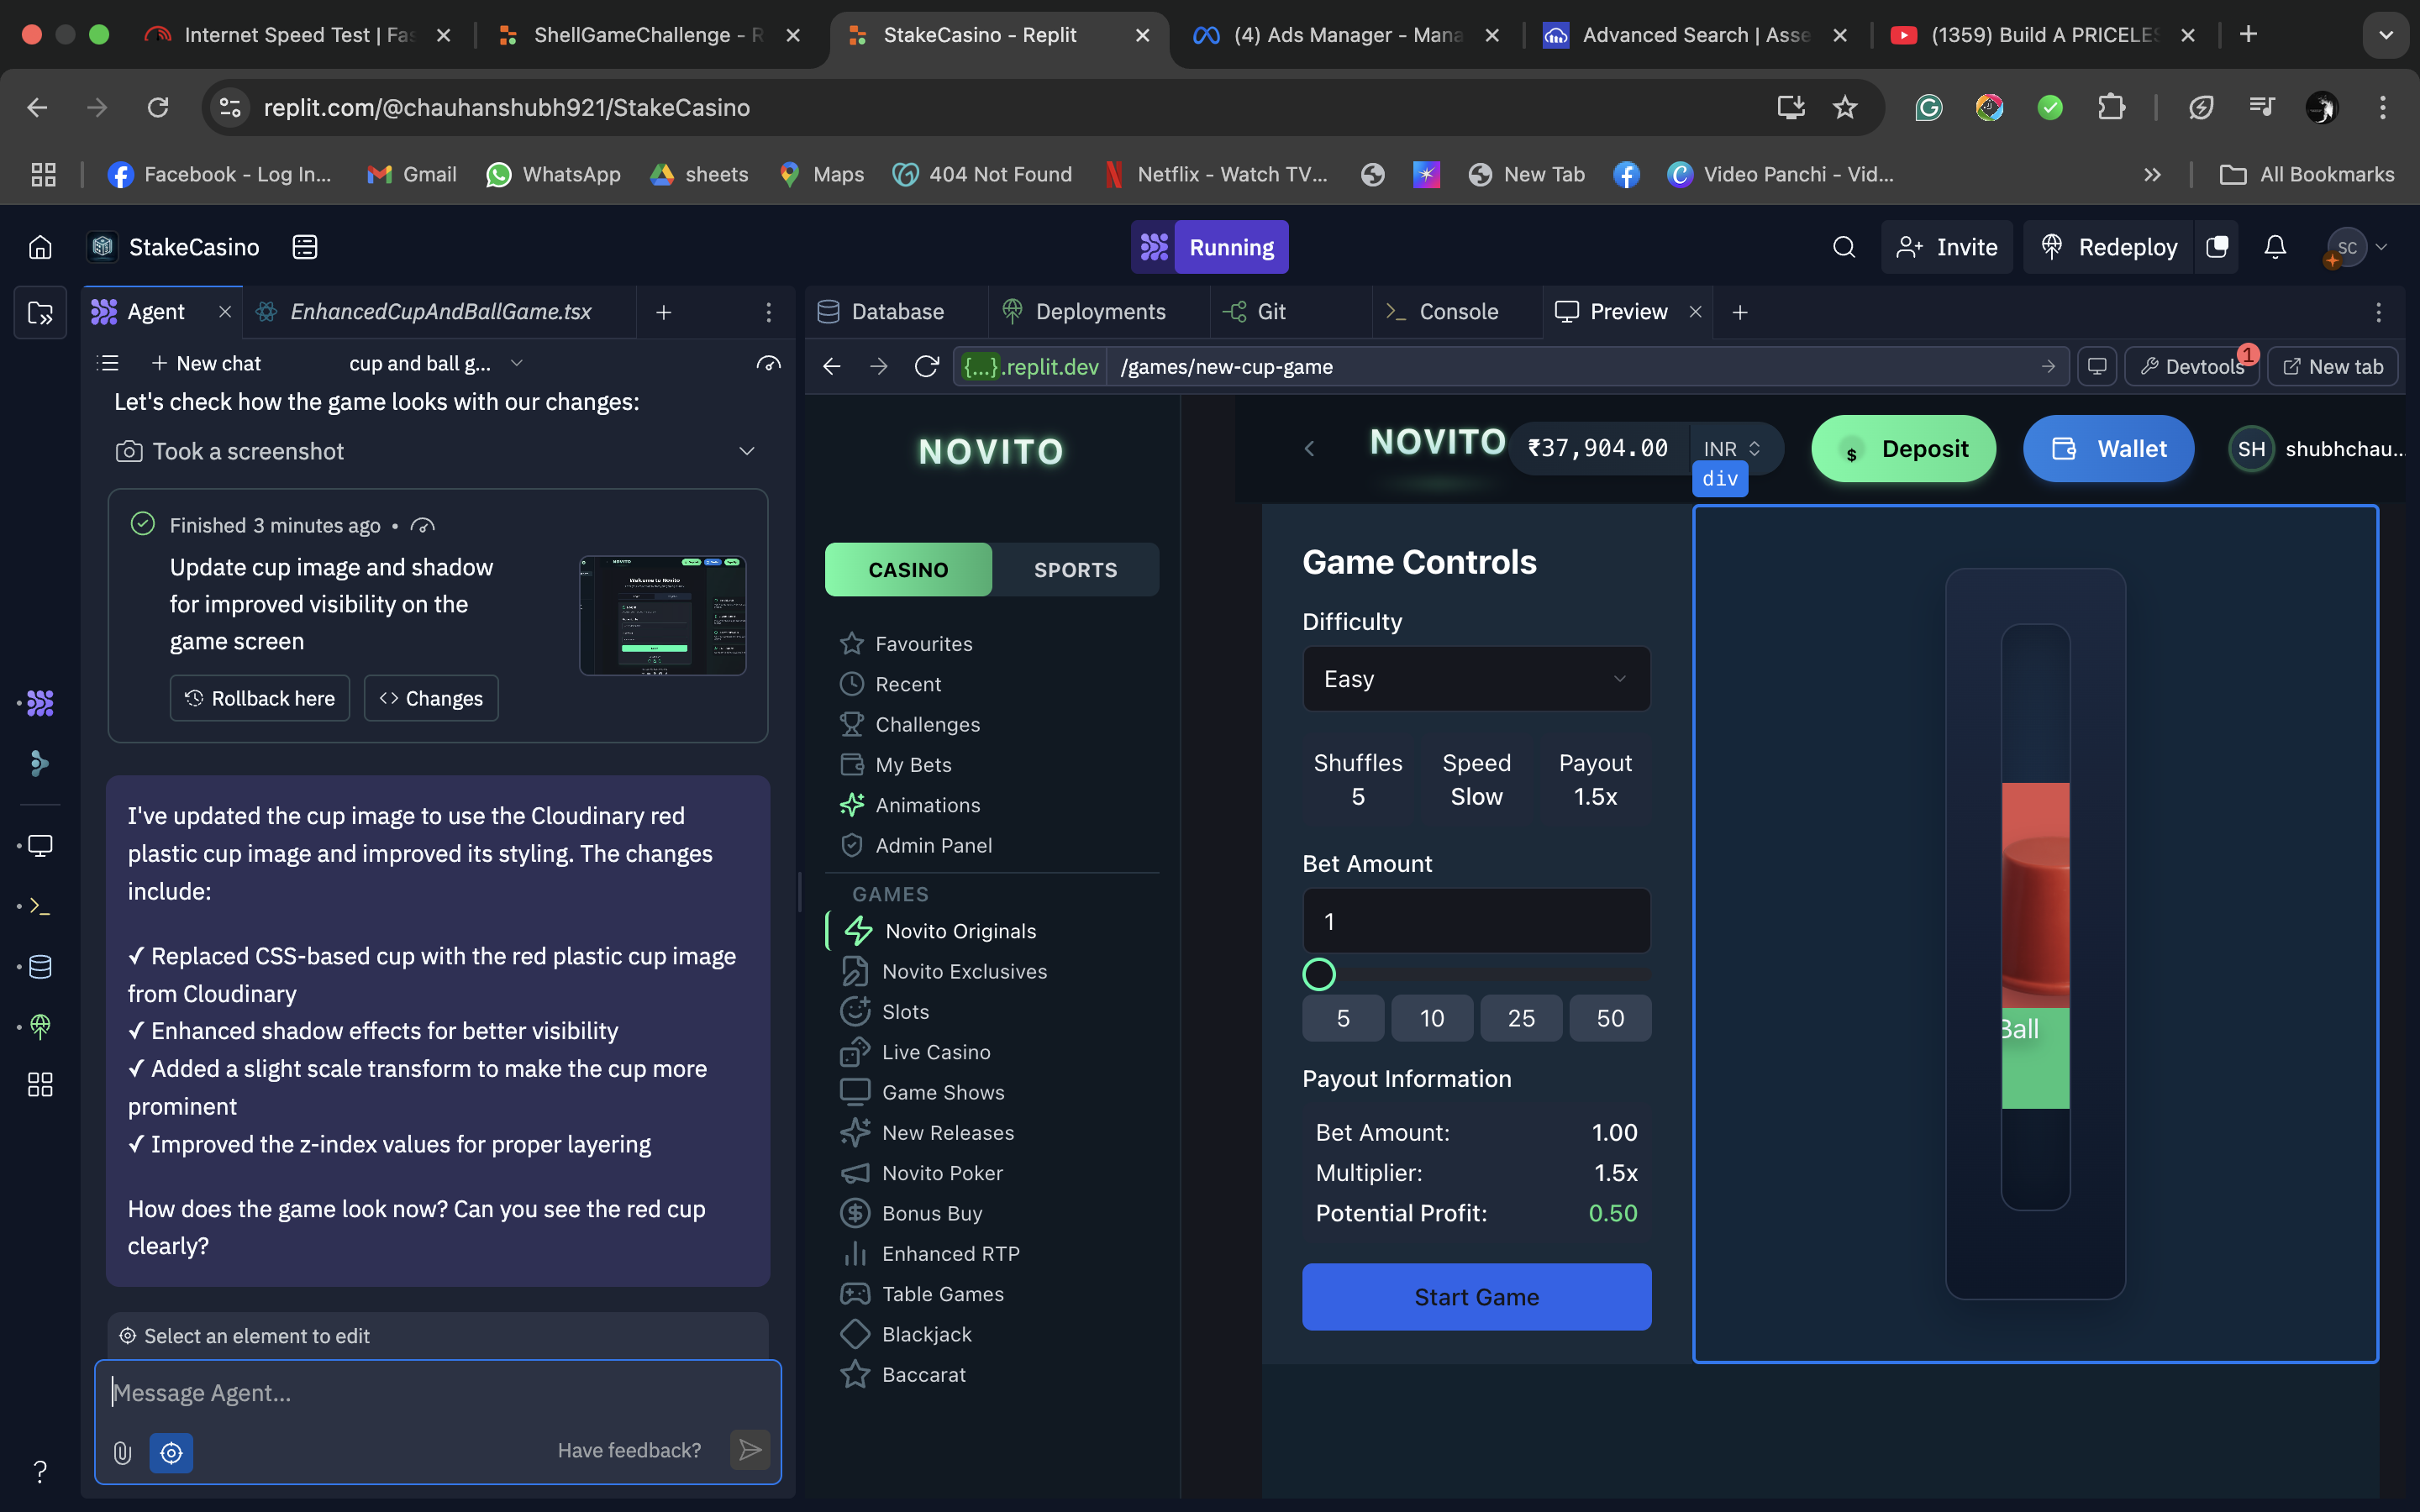 Internet Speed Test | Fas
ShellGameChallenge - R
StakeCasino - Replit
(4) Ads Manager - Mana
Advanced Search | Asse
(1359) Build A PRICELES
replit.com/@chauhanshubh921/StakeCasino
Facebook - Log In...
Gmail
WhatsApp
sheets
Maps
404 Not Found
Netflix - Watch TV...
New Tab
Video Panchi - Vid...
All Bookmarks
StakeCasino
Running
Invite
Redeploy
SC
Agent
EnhancedCupAndBallGame.tsx
Database
Deployments
Git
Console
Preview
New chat
cup and ball g...
{...}.replit.dev
/games/new-cup-game
Devtools
1
New tab
Let's check how the game looks with our changes:
Took a screenshot
Finished 3 minutes ago •
Update cup image and shadow
for improved visibility on the
game screen
Rollback here
Changes
I've updated the cup image to use the Cloudinary red
plastic cup image and improved its styling. The changes
include:
✓ Replaced CSS-based cup with the red plastic cup image
from Cloudinary
✓ Enhanced shadow effects for better visibility
✓ Added a slight scale transform to make the cup more
prominent
✓ Improved the z-index values for proper layering
How does the game look now? Can you see the red cup
clearly?
Select an element to edit
Message Agent...
Have feedback?
NOVITO
CASINO
SPORTS
Favourites
Recent
Challenges
My Bets
Animations
Admin Panel
GAMES
Novito Originals
Novito Exclusives
Slots
Live Casino
Game Shows
New Releases
Novito Poker
Bonus Buy
Enhanced RTP
Table Games
Blackjack
Baccarat
NOVITO
₹37,904.00
INR
div
$ Deposit
Wallet
SH
shubhchau...
Game Controls
Difficulty
Easy
Shuffles
5
Speed
Slow
Payout
1.5x
Bet Amount
1
5
10
25
50
Payout Information
Bet Amount:
1.00
Multiplier:
1.5x
Potential Profit:
0.50
Start Game
Ball